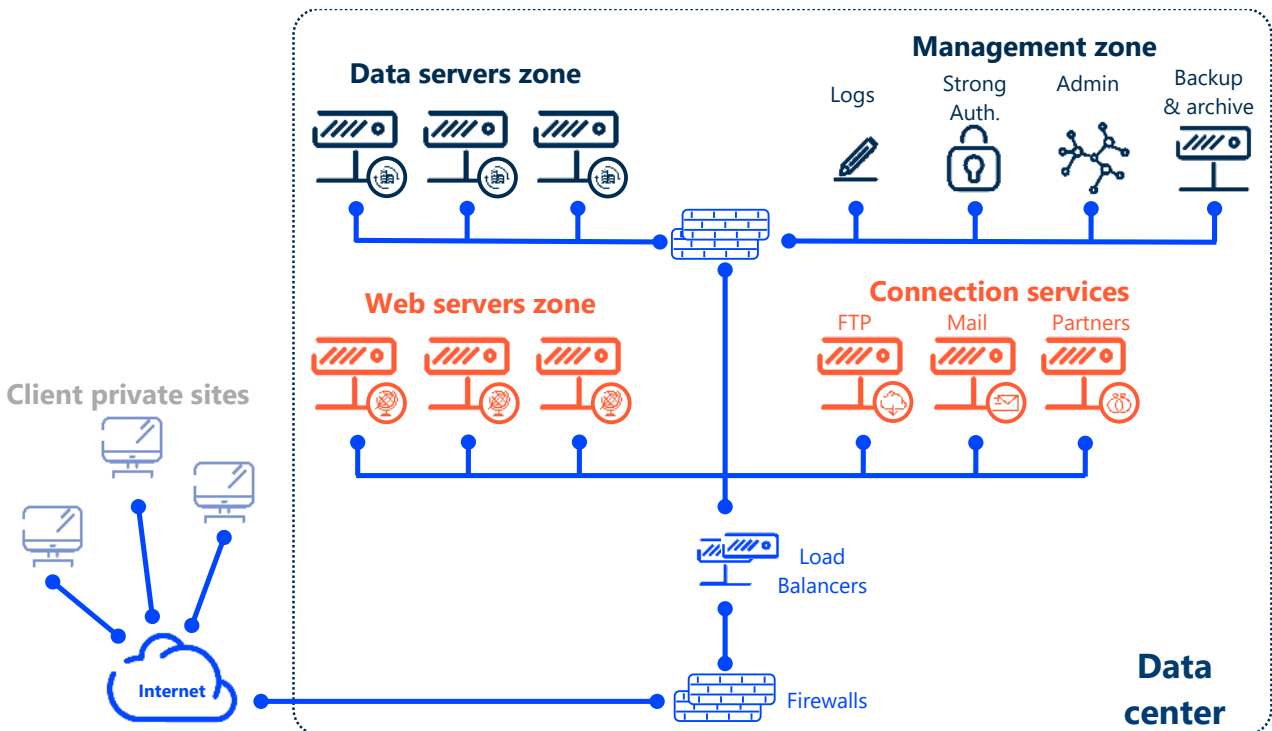 Management zone
Data servers zone
Logs
Strong
Auth.
Admin
Backup
& archive
Web servers zone
Connection services
FTP
Mail
Partners
Client private sites
Load
Balancers
Internet
Firewalls
Data
center